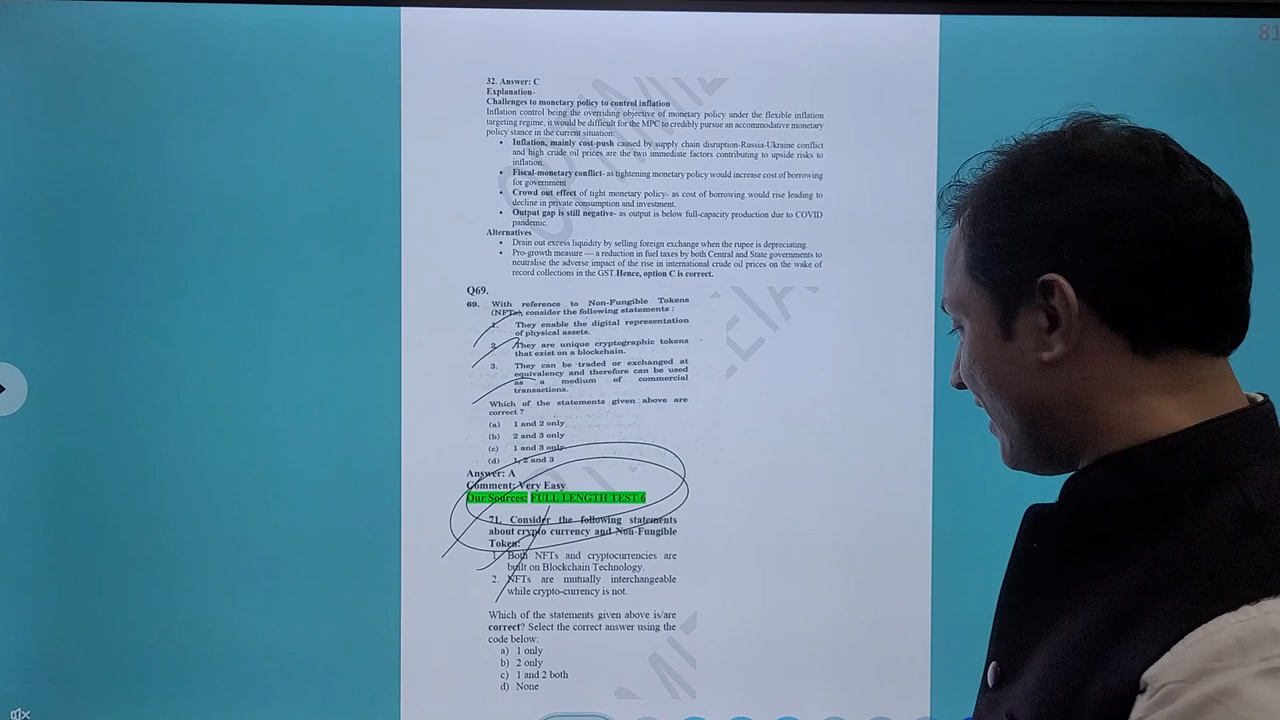 81
32. Answer: C
Explanation-
Challenges to monetary policy to control inflation
Inflation control being the overriding objective of monetary policy under the flexible inflation
targeting regime, it would be difficult for the MPC to credibly pursue an accommodative monetary
policy stance in the current situation:
• Inflation, mainly cost-push caused by supply chain disruption-Russia-Ukraine conflict
and high crude oil prices are the two immediate factors contributing to upside risks to
inflation.
• Fiscal-monetary conflict- as tightening monetary policy would increase cost of borrowing
for government
• Crowd out effect of tight monetary policy- as cost of borrowing would rise leading to
decline in private consumption and investment.
• Output gap is still negative- as output is below full-capacity production due to COVID
pandemic.
Alternatives
• Drain out excess liquidity by selling foreign exchange when the rupee is depreciating.
• Pro-growth measure — a reduction in fuel taxes by both Central and State governments to
neutralise the adverse impact of the rise in international crude oil prices on the wake of
record collections in the GST.Hence, option C is correct.
Q69.
69. With reference to Non-Fungible Tokens
(NFTs), consider the following statements :
1. They enable the digital representation
of physical assets.
2. They are unique cryptographic tokens
that exist on a blockchain.
3. They can be traded or exchanged at
equivalency and therefore can be used
as a medium of commercial
transactions.
Which of the statements given above are
correct ?
(a) 1 and 2 only
(b) 2 and 3 only
(c) 1 and 3 only
(d) 1, 2 and 3
Answer: A
Comment: Very Easy
Our Sources: FULL LENGTH TEST 6
71. Consider the following statements
about crypto currency and Non-Fungible
Token:
1. Both NFTs and cryptocurrencies are
built on Blockchain Technology.
2. NFTs are mutually interchangeable
while crypto-currency is not.
Which of the statements given above is/are
correct? Select the correct answer using the
code below:
a) 1 only
b) 2 only
c) 1 and 2 both
d) None